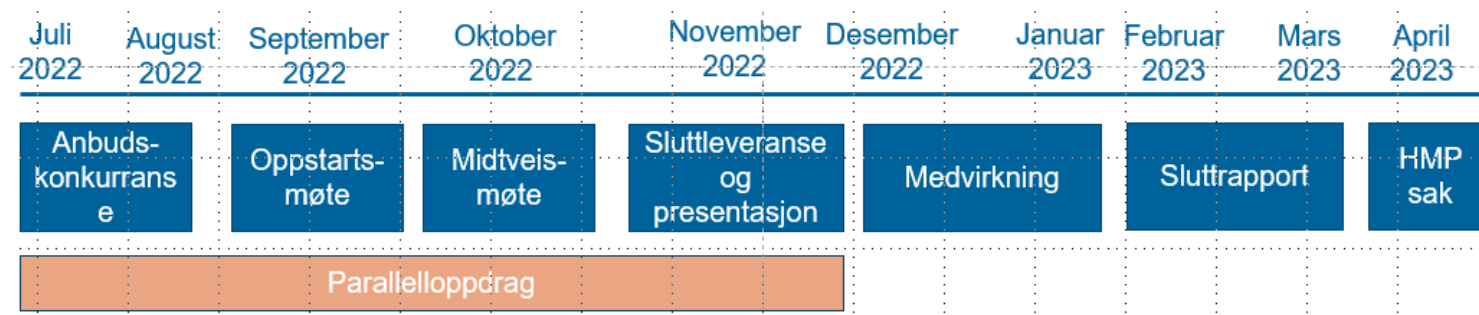 Juli
2022
August
2022
September
2022
Oktober
2022
November
2022
Desember
2022
Januar
2023
Februar
2023
Mars
2023
April
2023
Anbuds-
konkurrans
e
Oppstarts-
møte
Midtveis-
møte
Sluttleveranse
og
presentasjon
Medvirkning
Sluttrapport
HMP
sak
Parallelloppdrag